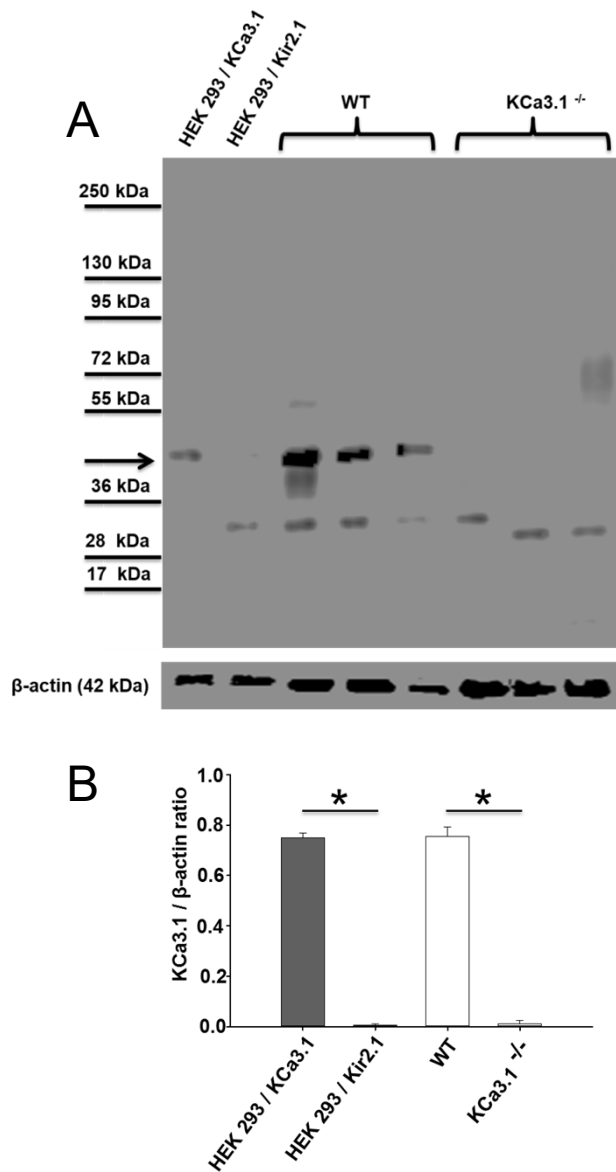 A
HEK 293 / KCa3.1
HEK 293 / Kir2.1
WT
KCa3.1 -/-
250 kDa
130 kDa
95 kDa
72 kDa
55 kDa
36 kDa
28 kDa
17 kDa
β-actin (42 kDa)
B
KCa3.1 / β-actin ratio
1.0
0.8
0.6
0.4
0.2
0.0
* *
HEK 293 / KCa3.1
HEK 293 / Kir2.1
WT
KCa3.1 -/-